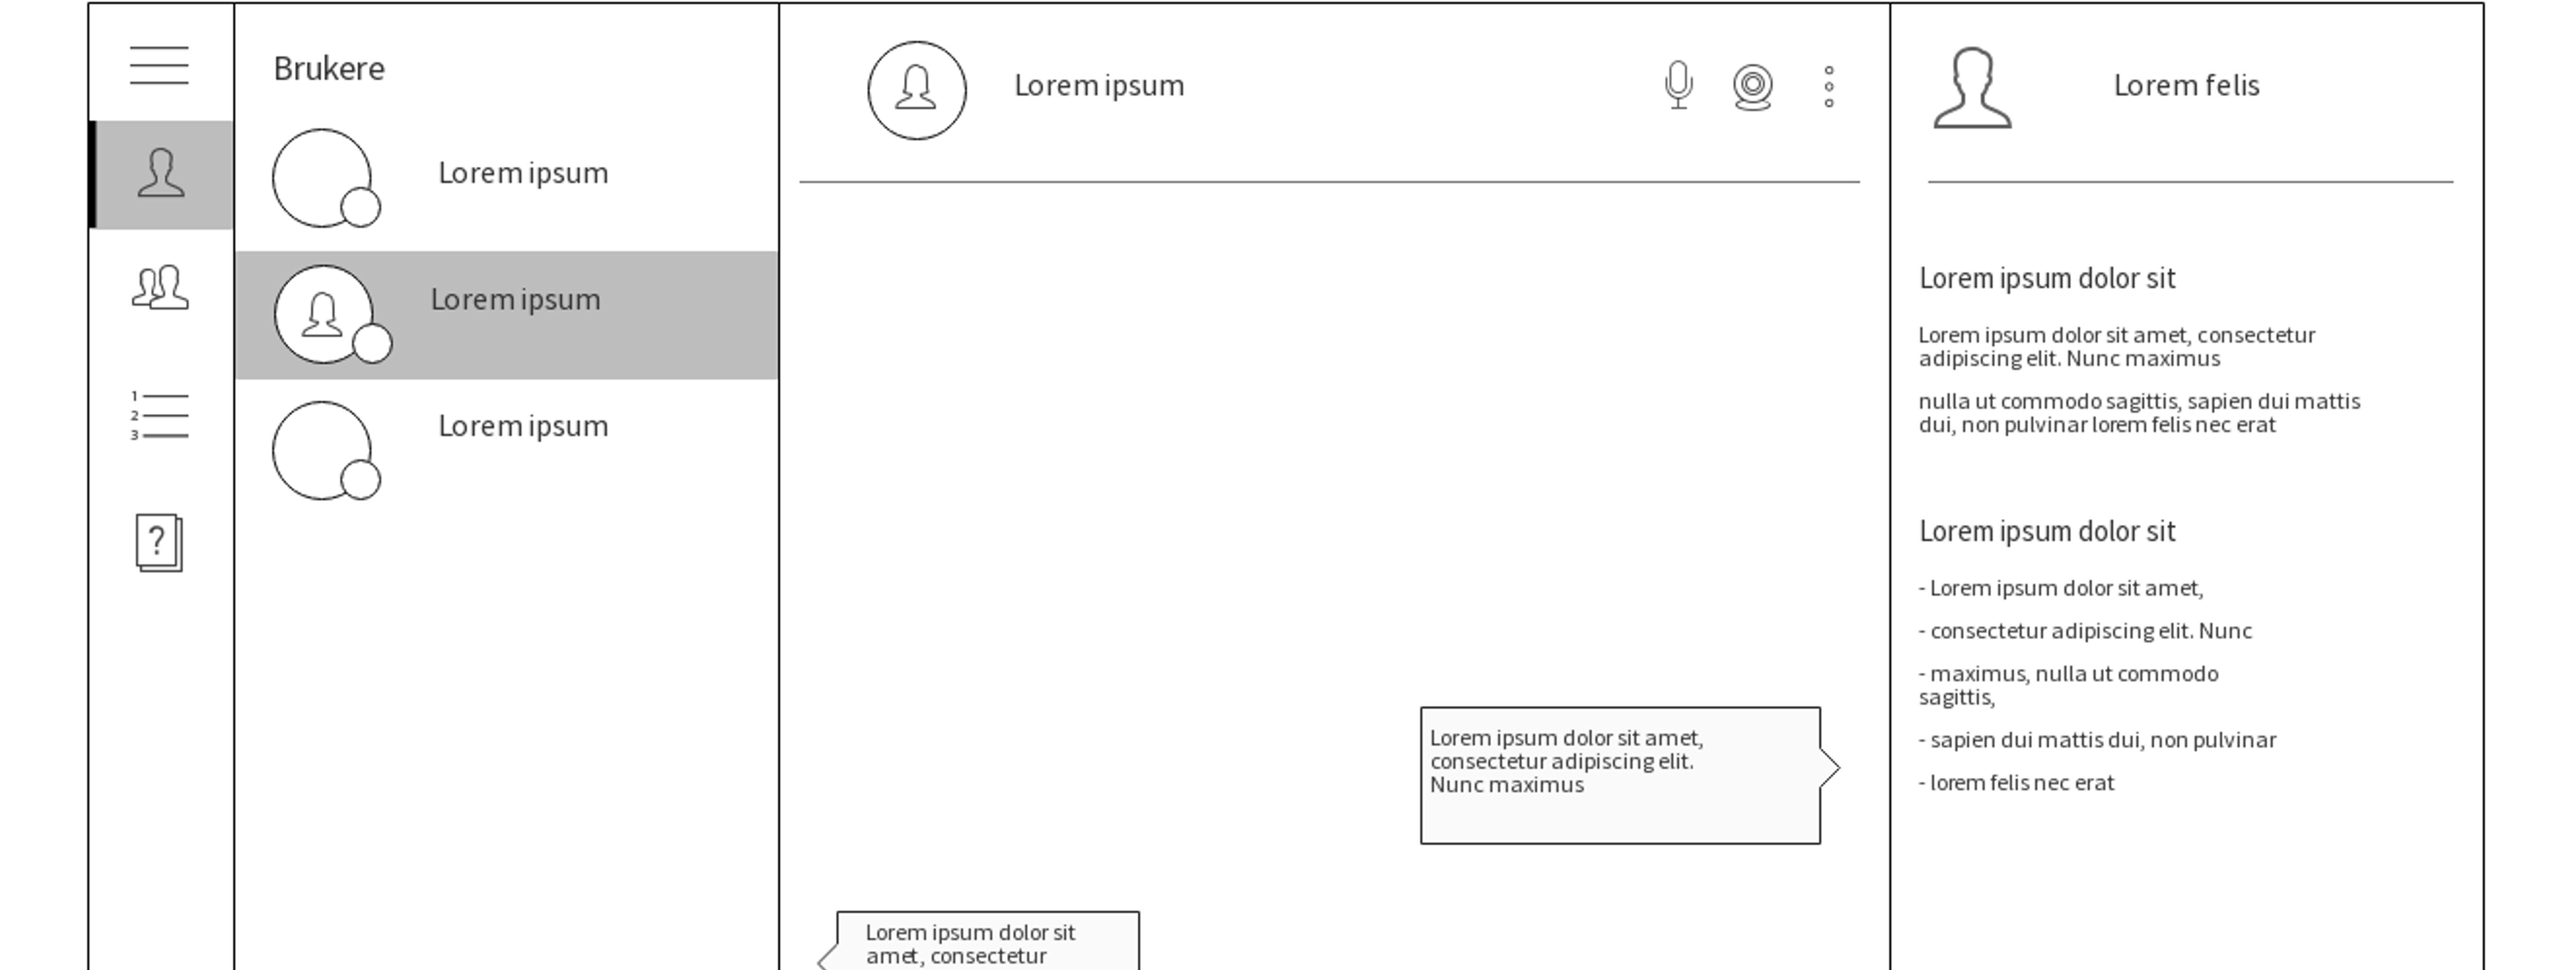 Brukere
Lorem ipsum
Lorem ipsum
Lorem ipsum
1
2
3
?
Lorem ipsum
Lorem ipsum dolor sit amet,
consectetur adipiscing elit.
Nunc maximus
Lorem ipsum dolor sit
amet, consectetur
Lorem felis
Lorem ipsum dolor sit
Lorem ipsum dolor sit amet, consectetur
adipiscing elit. Nunc maximus
nulla ut commodo sagittis, sapien dui mattis
dui, non pulvinar lorem felis nec erat
Lorem ipsum dolor sit
- Lorem ipsum dolor sit amet,
- consectetur adipiscing elit. Nunc
- maximus, nulla ut commodo
sagittis,
- sapien dui mattis dui, non pulvinar
- lorem felis nec erat